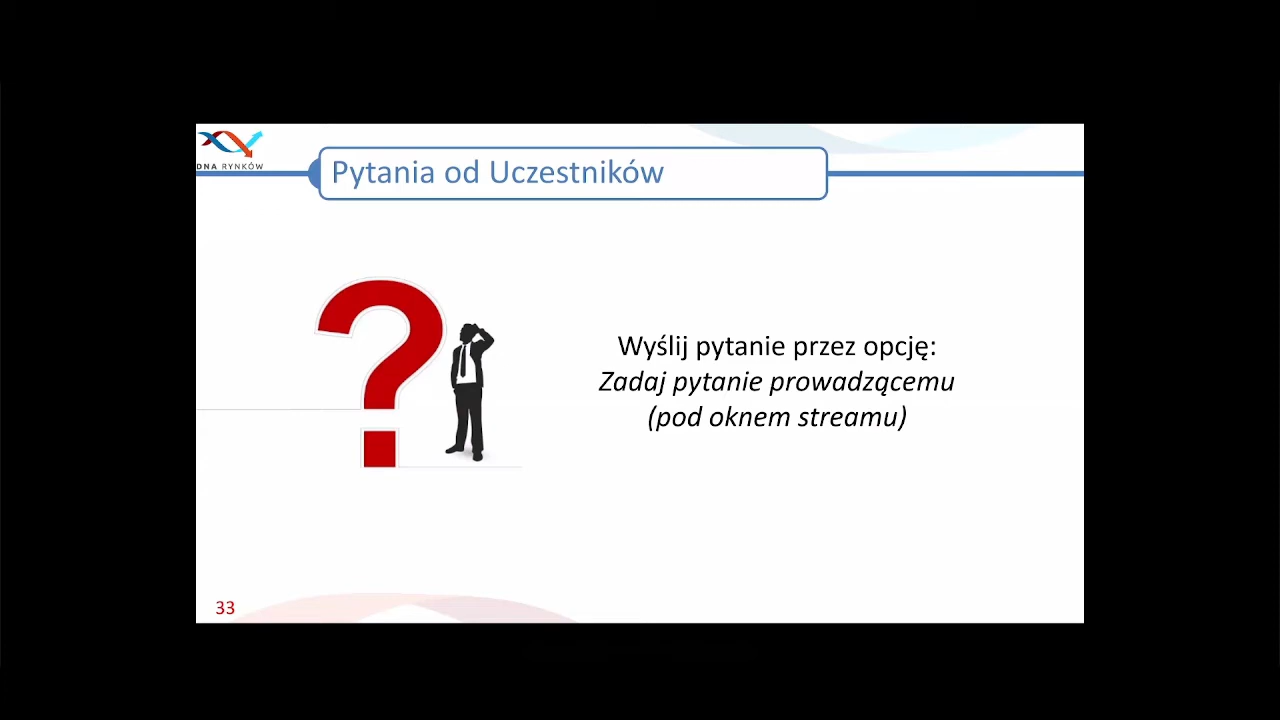 DNA RYNKÓW
Pytania od Uczestników
?
Wyślij pytanie przez opcję:
Zadaj pytanie prowadzącemu
(pod oknem streamu)
33